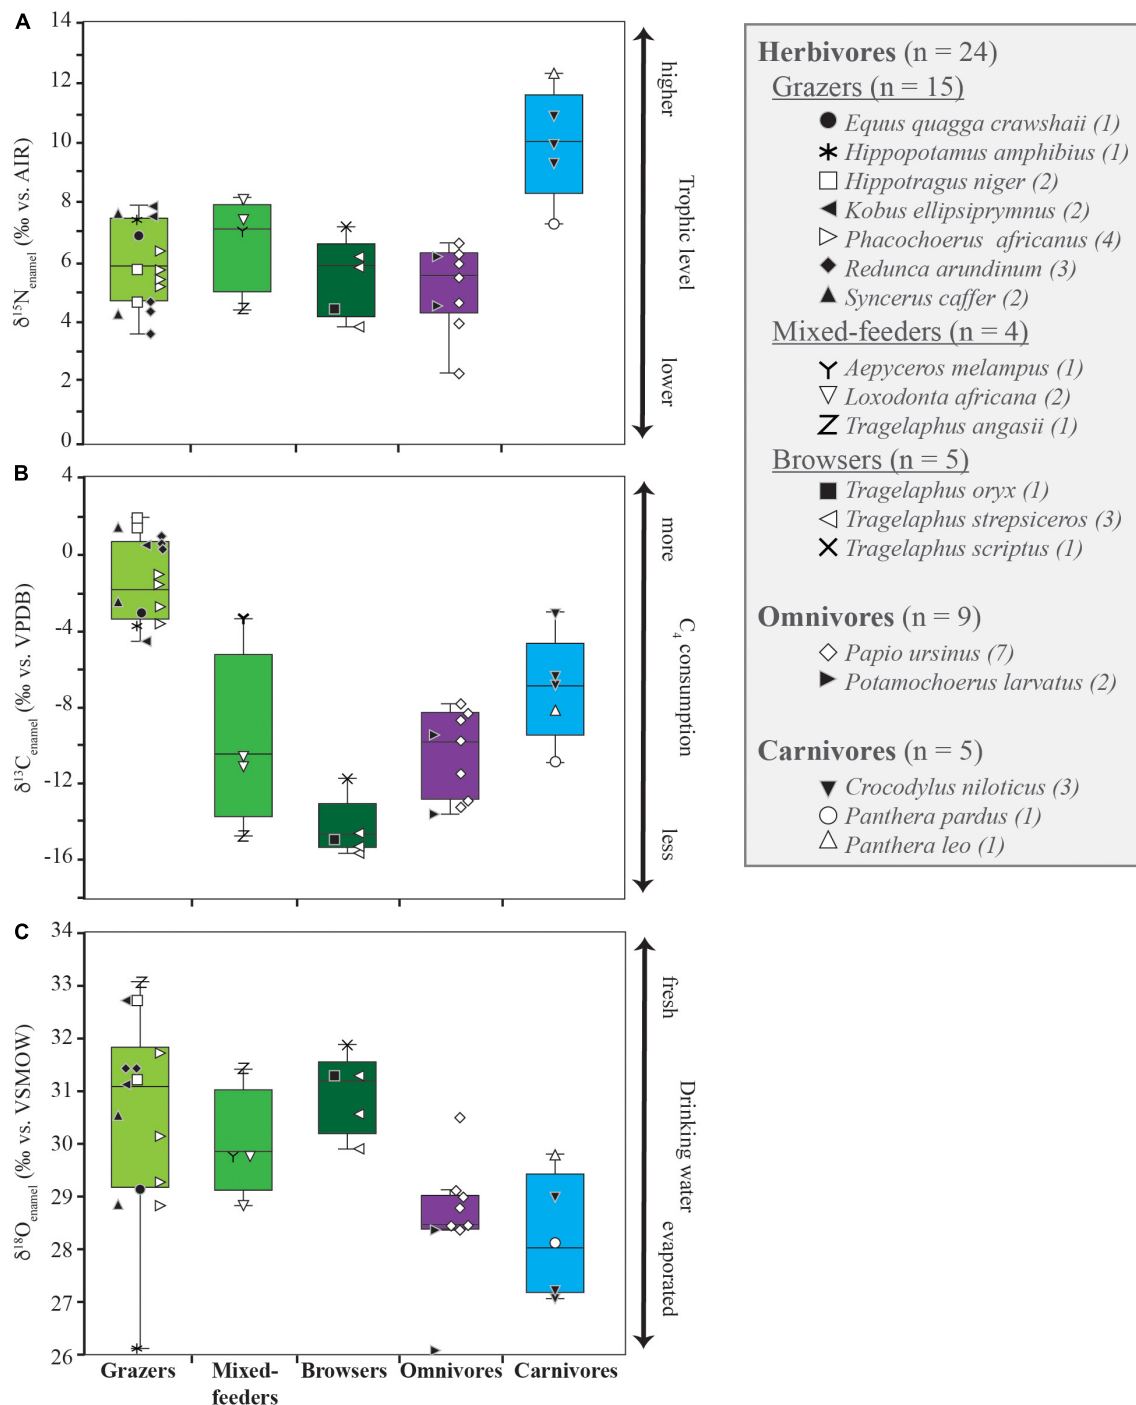 A
14
12
10
8
6
4
2
0
δ15Nenamel (‰ vs. AIR)
higher
Trophic level
lower
B
4
0
-4
-8
-12
-16
δ13Cenamel (‰ vs. VPDB)
more
C4 consumption
less
C
34
33
32
31
30
29
28
27
26
δ18Oenamel (‰ vs. VSMOW)
fresh
Drinking water
evaporated
Grazers
Mixed-
feeders
Browsers
Omnivores
Carnivores
Herbivores (n = 24)
Grazers (n = 15)
Equus quagga crawshaii (1)
Hippopotamus amphibius (1)
Hippotragus niger (2)
Kobus ellipsiprymnus (2)
Phacochoerus africanus (4)
Redunca arundinum (3)
Syncerus caffer (2)
Mixed-feeders (n = 4)
Aepyceros melampus (1)
Loxodonta africana (2)
Tragelaphus angasii (1)
Browsers (n = 5)
Tragelaphus oryx (1)
Tragelaphus strepsiceros (3)
Tragelaphus scriptus (1)
Omnivores (n = 9)
Papio ursinus (7)
Potamochoerus larvatus (2)
Carnivores (n = 5)
Crocodylus niloticus (3)
Panthera pardus (1)
Panthera leo (1)